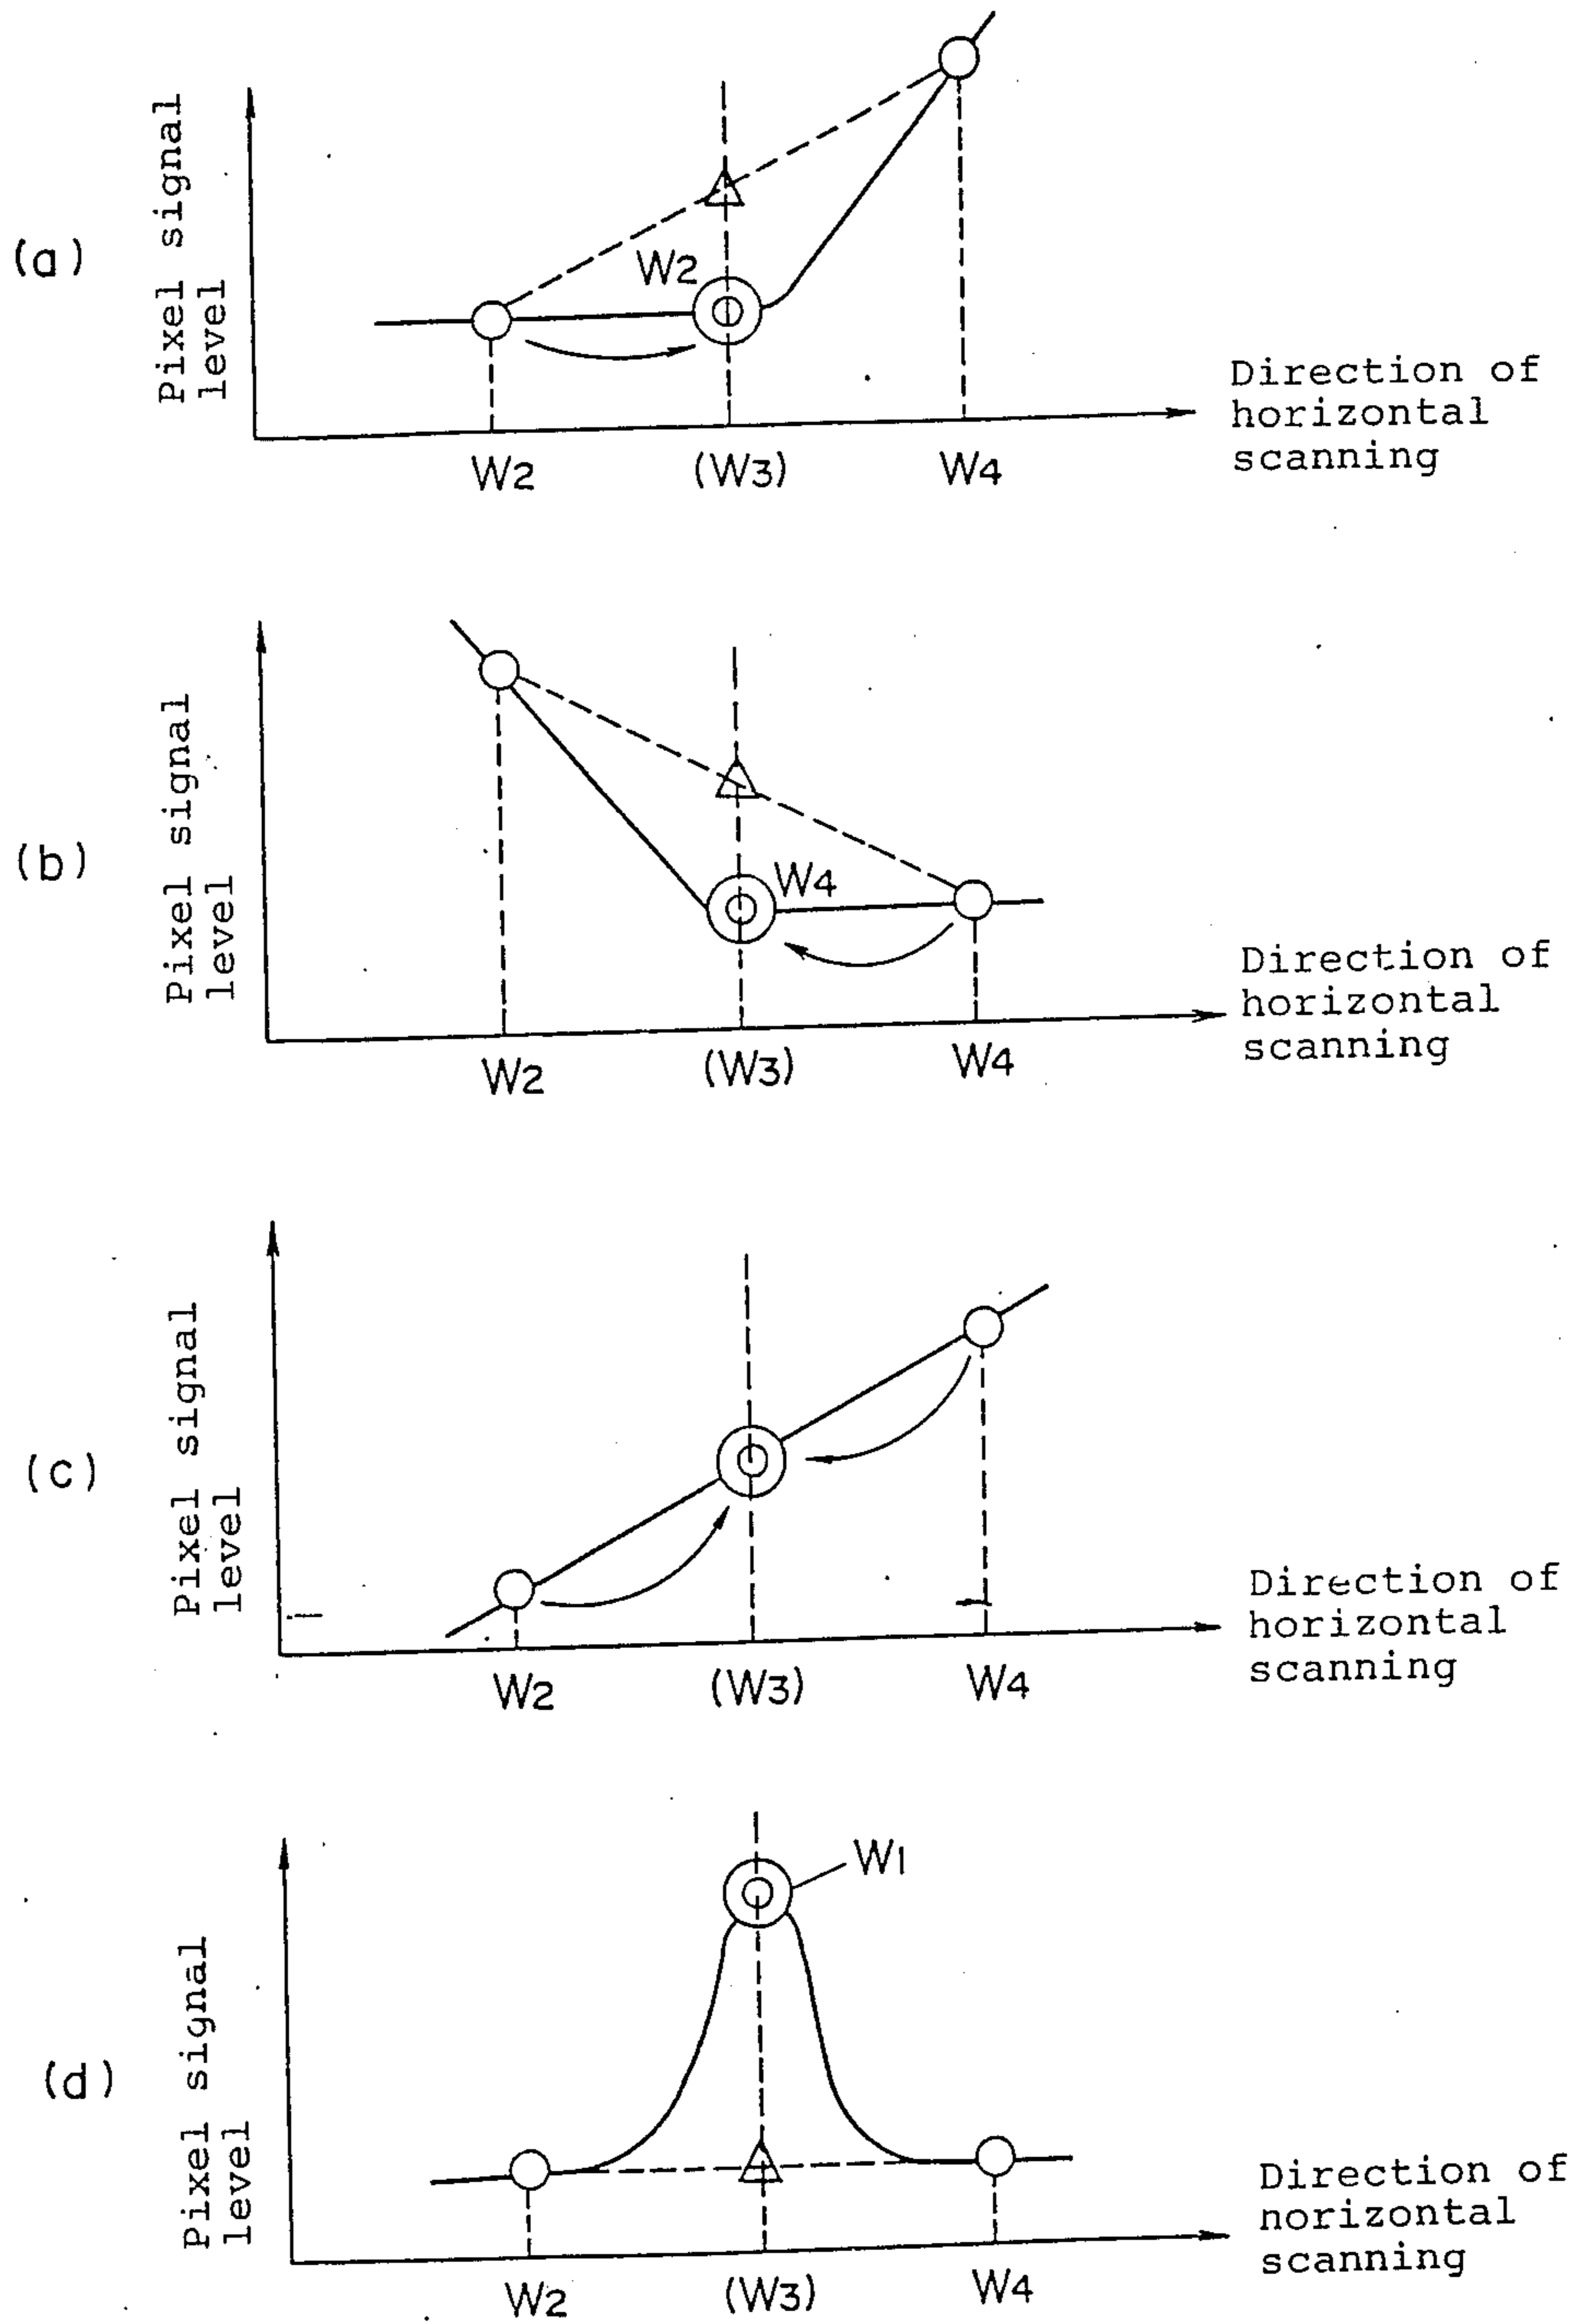 (a)
Pixel signal
level
W2
W2
(W3)
W4
Direction of
horizontal
scanning
(b)
Pixel signal
level
W4
W2
(W3)
W4
Direction of
horizontal
scanning
(c)
Pixel signal
level
W2
(W3)
W4
Direction of
horizontal
scanning
(d)
Pixel signal
level
W1
W2
(W3)
W4
Direction of
norizontal
scanning